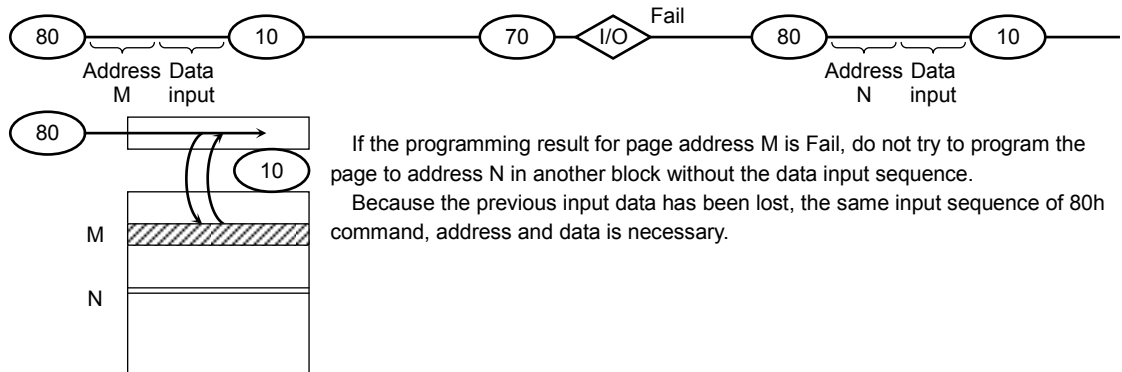 Fail
80 10 70 I/O 80 10
Address Data Address Data
M input N input
80
If the programming result for page address M is Fail, do not try to program the
10
page to address N in another block without the data input sequence.
Because the previous input data has been lost, the same input sequence of 80h
M
command, address and data is necessary.
N